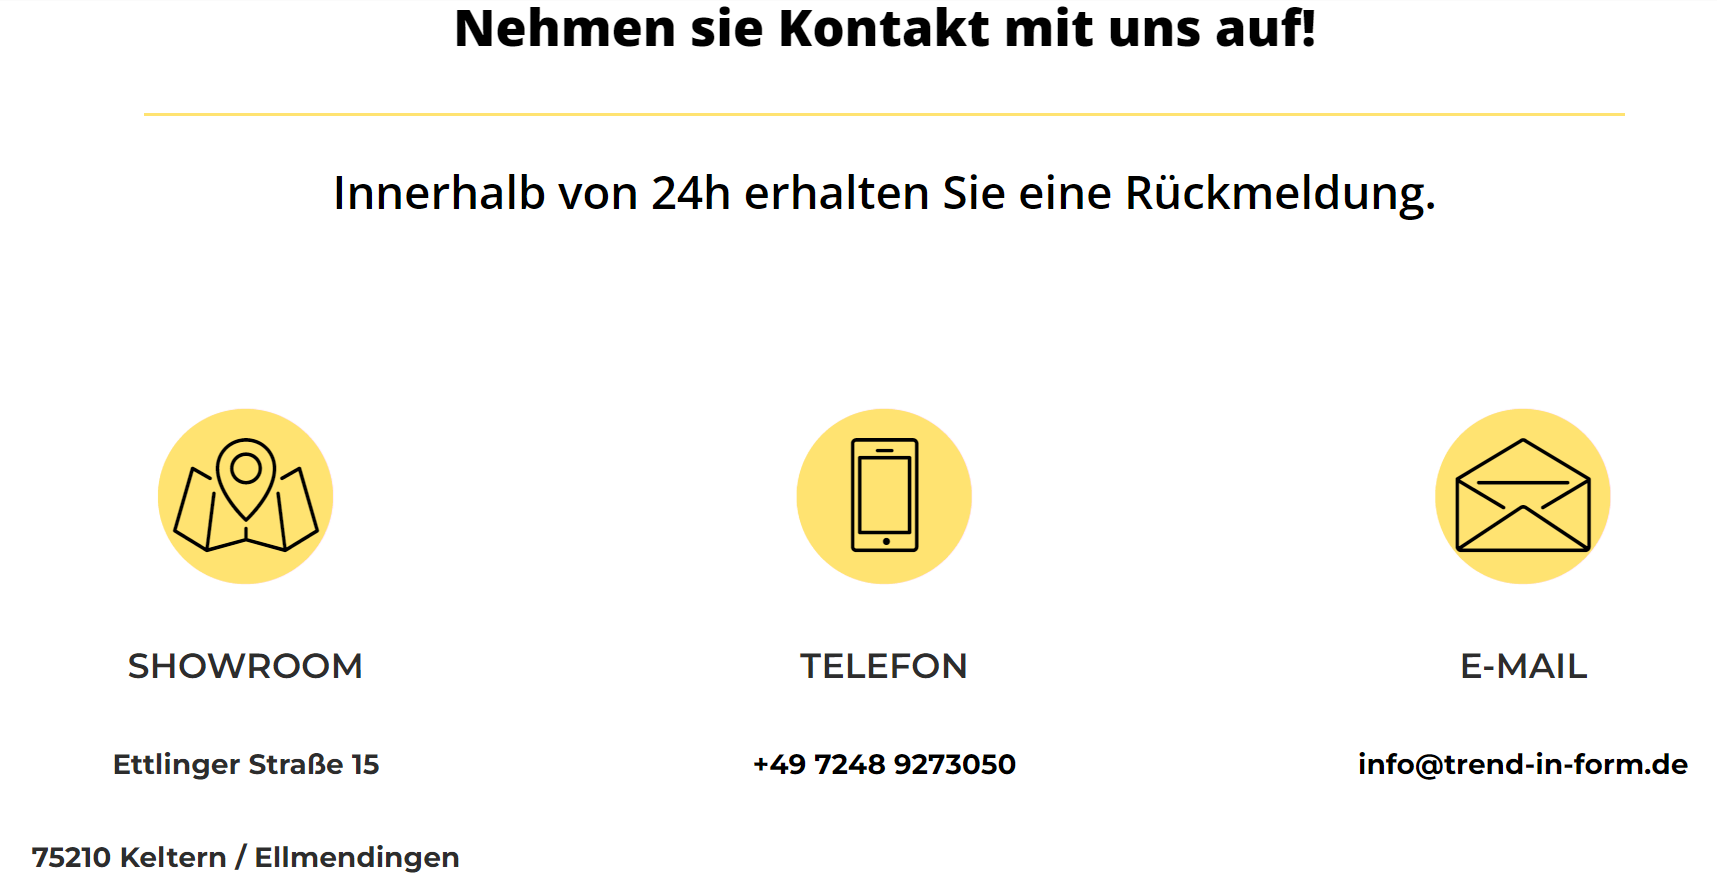 Nehmen sie Kontakt mit uns auf!
Innerhalb von 24h erhalten Sie eine Rückmeldung.
SHOWROOM
Ettlinger Straße 15
75210 Keltern / Ellmendingen
TELEFON
+49 7248 9273050
E-MAIL
info@trend-in-form.de